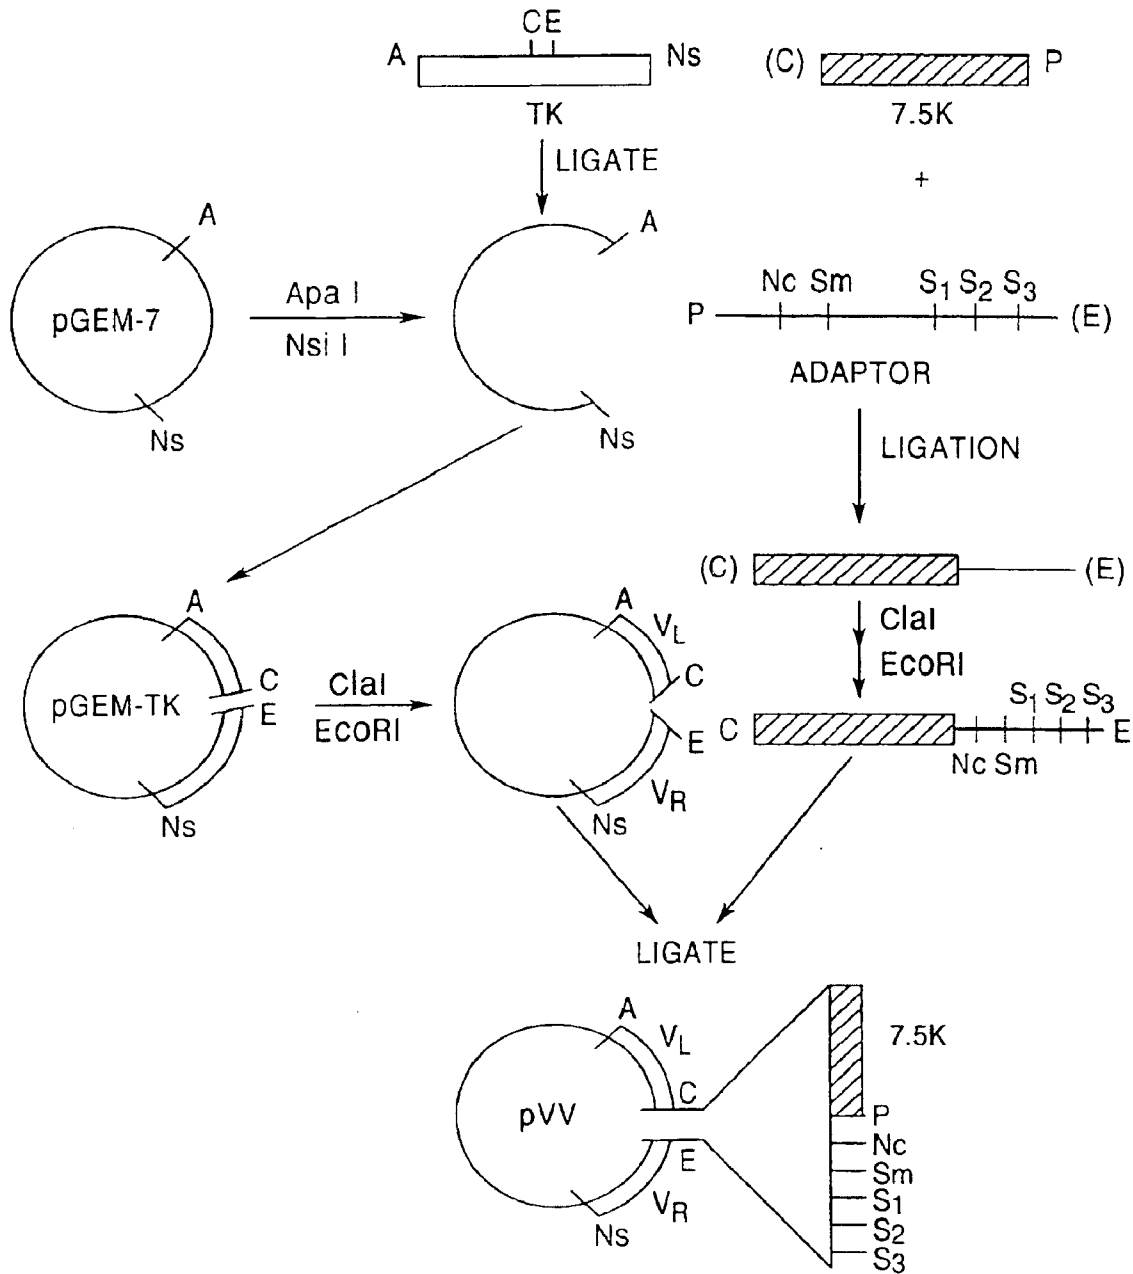 CE
A
Ns
(C)
P
TK
7.5K
LIGATE
+
A
A
pGEM-7
Apa I
Nsi I
Ns
Ns
Nc Sm S1 S2 S3
P
(E)
ADAPTOR
LIGATION
(C)
(E)
ClaI
EcoRI
A
C
E
pGEM-TK
Ns
ClaI
EcoRI
A
VL
C
E
VR
Ns
S1 S2 S3
C
E
Nc Sm
LIGATE
A
VL
C
pVV
E
VR
Ns
7.5K
P
Nc
Sm
S1
S2
S3